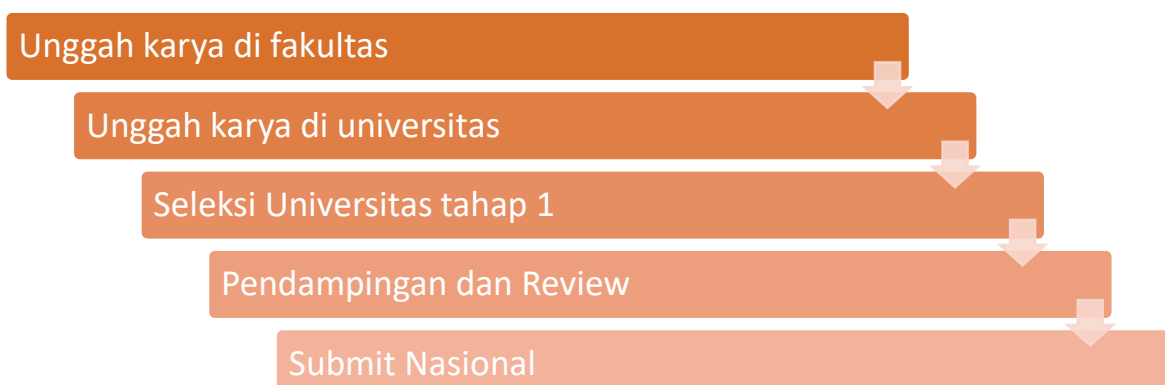 Unggah karya di fakultas
Unggah karya di universitas
Seleksi Universitas tahap 1
Pendampingan dan Review
Submit Nasional